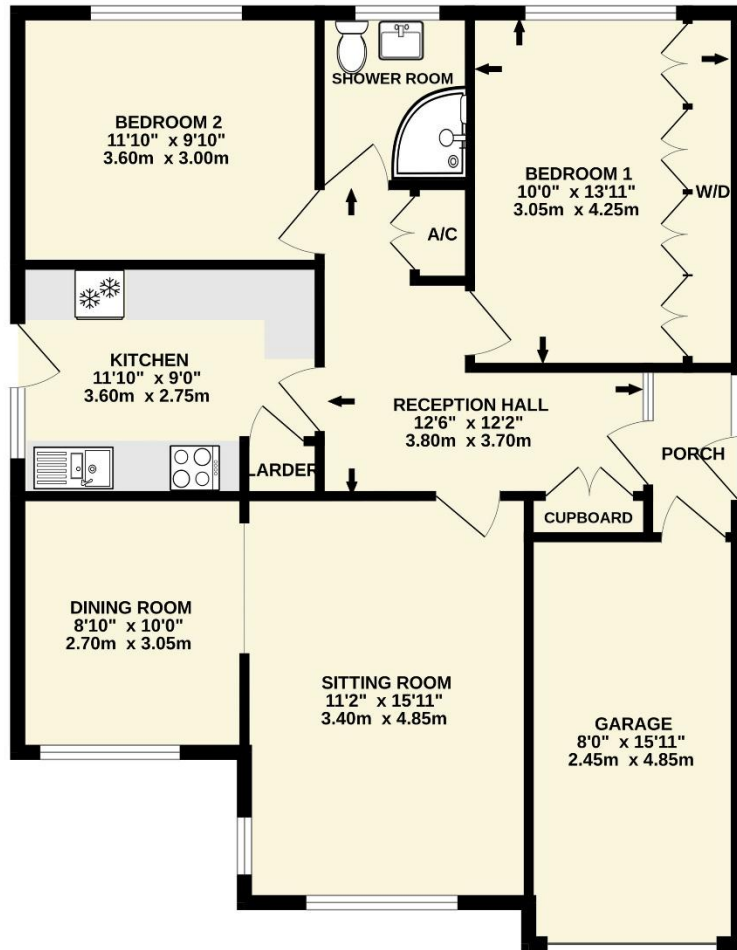 SHOWER ROOM
BEDROOM 2
11'10" x 9'10"
3.60m x 3.00m
BEDROOM 1
10'0" x 13'11"
3.05m x 4.25m
W/D
A/C
KITCHEN
11'10" x 9'0"
3.60m x 2.75m
RECEPTION HALL
12'6" x 12'2"
3.80m x 3.70m
PORCH
LARDER
CUPBOARD
DINING ROOM
8'10" x 10'0"
2.70m x 3.05m
SITTING ROOM
11'2" x 15'11"
3.40m x 4.85m
GARAGE
8'0" x 15'11"
2.45m x 4.85m